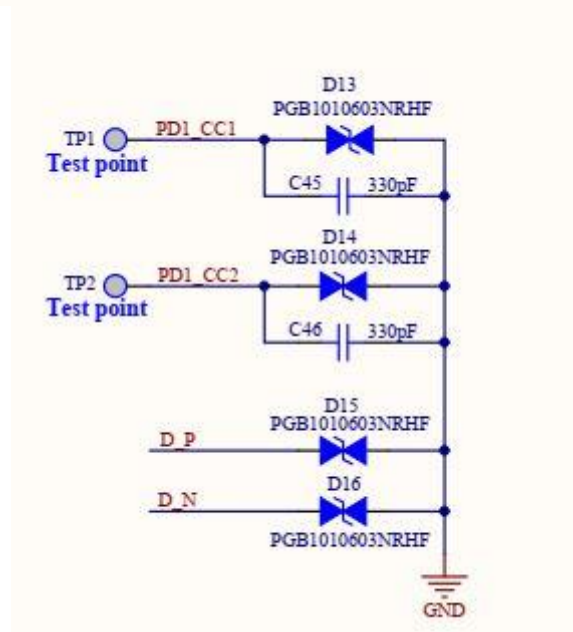 D13
PGB1010603NRHF
TP1
PD1_CC1
Test point
C45
330pF
D14
PGB1010603NRHF
TP2
PD1_CC2
Test point
C46
330pF
D15
PGB1010603NRHF
D_P
D16
D_N
PGB1010603NRHF
GND